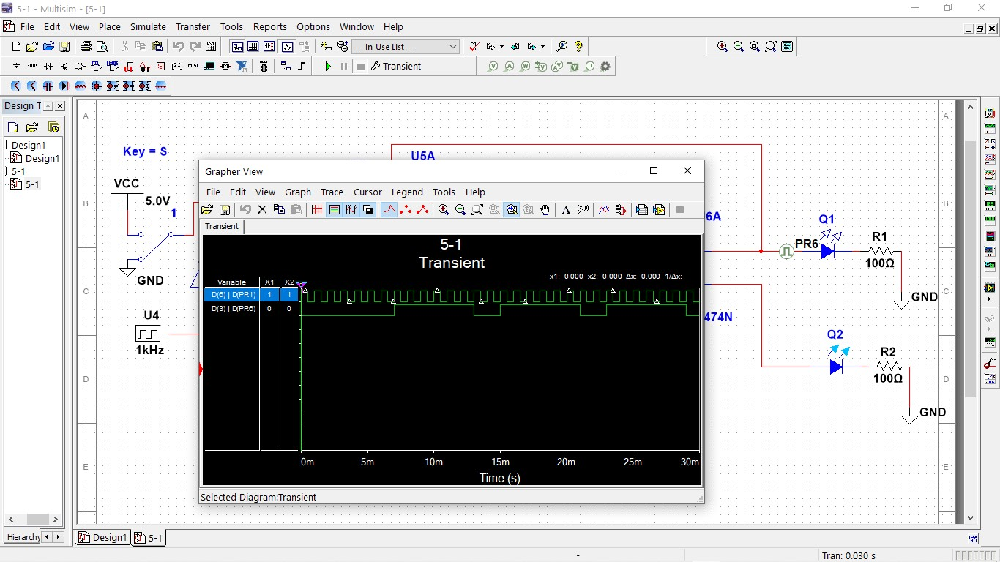 5-1 - Multisim - [5-1]
File Edit View Place Simulate Transfer Tools Reports Options Window Help
--- In-Use List ---
MISC Transient
V A W V A V
Design T
Design1
Design1
5-1
5-1
Hierarchy
A
B
C
D
E
Key = S
VCC
5.0V
1
GND
U4
1kHz
U5A
6A
474N
PR6
Q1
R1
100Ω
GND
Q2
R2
100Ω
GND
A
B
C
D
E
Grapher View
File Edit View Graph Trace Cursor Legend Tools Help
A
Transient
5-1
Transient
x1: 0.000 x2: 0.000 Δx: 0.000 1/Δx:
Variable X1 X2
D(6) | D(PR1) 1 1
D(3) | D(PR6) 0 0
0m 5m 10m 15m 20m 25m 30m
Time (s)
Selected Diagram:Transient
Design1 5-1
- Tran: 0.030 s